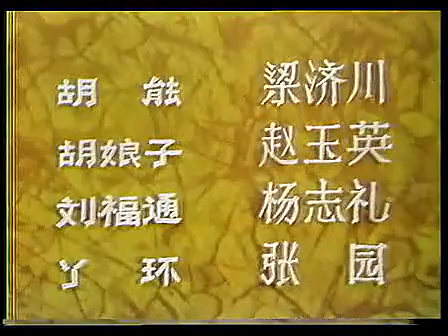 胡 能 梁济川
胡娘子 赵玉英
刘福通 杨志礼
丫 环 张 园